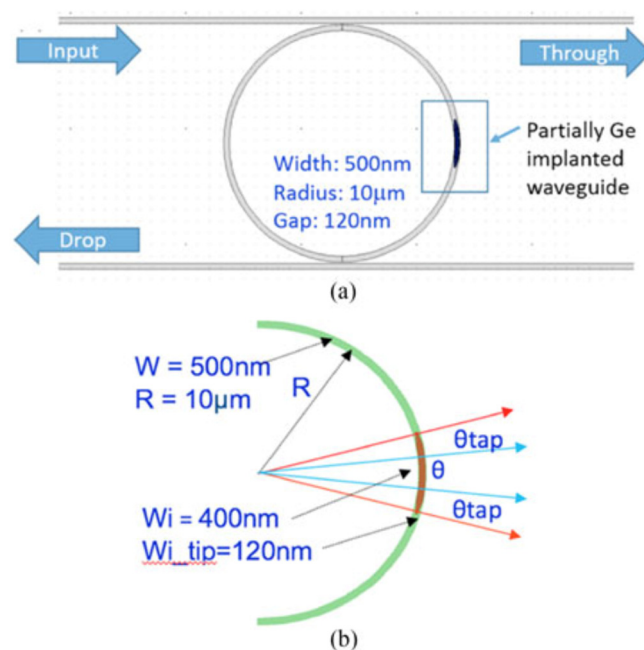 Input
Through
Width: 500nm
Radius: 10μm
Gap: 120nm
Partially Ge
implanted
waveguide
Drop
(a)
W = 500nm
R = 10μm
R
θtap
θ
Wi = 400nm
Wi_tip=120nm
θtap
(b)